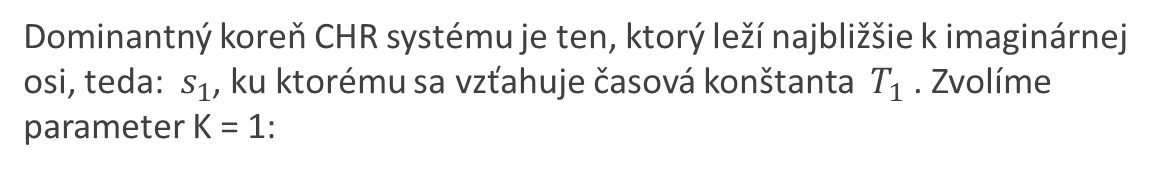 Dominantný koreň CHR systému je ten, ktorý leží najbližšie k imaginárnej
osi, teda: s₁, ku ktorému sa vzťahuje časová konštanta T₁ . Zvolíme
parameter K = 1: